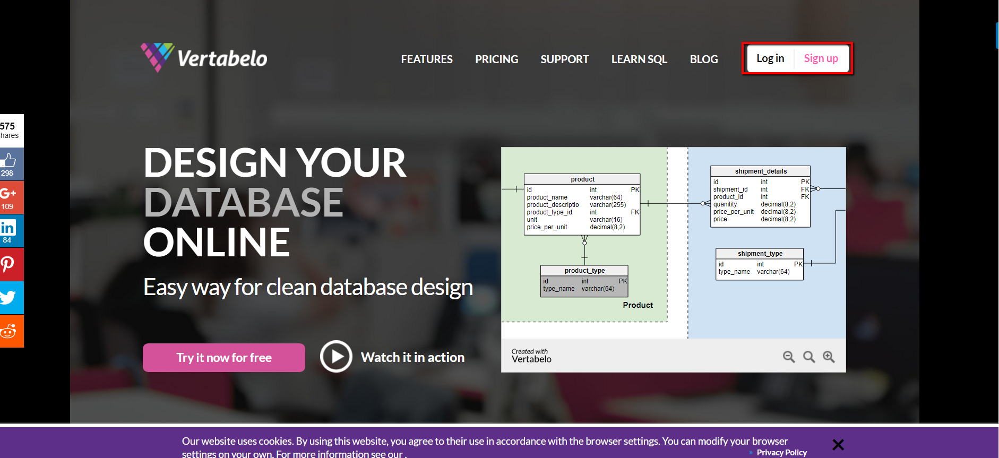 Vertabelo
FEATURES PRICING SUPPORT LEARN SQL BLOG
Log in Sign up
575
hares
298
G+
109
in
84
DESIGN YOUR
DATABASE
ONLINE
Easy way for clean database design
Try it now for free
Watch it in action
product
id int PK
product_name varchar(64)
product_descriptio varchar(255)
product_type_id int FK
unit varchar(16)
price_per_unit decimal(8,2)
product_type
id int PK
type_name varchar(64)
Product
shipment_details
id int PK
shipment_id int FK
product_id int FK
quanitity decimal(8,2)
price_per_unit decimal(8,2)
price decimal(8,2)
shipment_type
id int PK
type_name varchar(64)
Created with
Vertabelo
Our website uses cookies. By using this website, you agree to their use in accordance with the browser settings. You can modify your browser
settings on your own. For more information see our .
» Privacy Policy